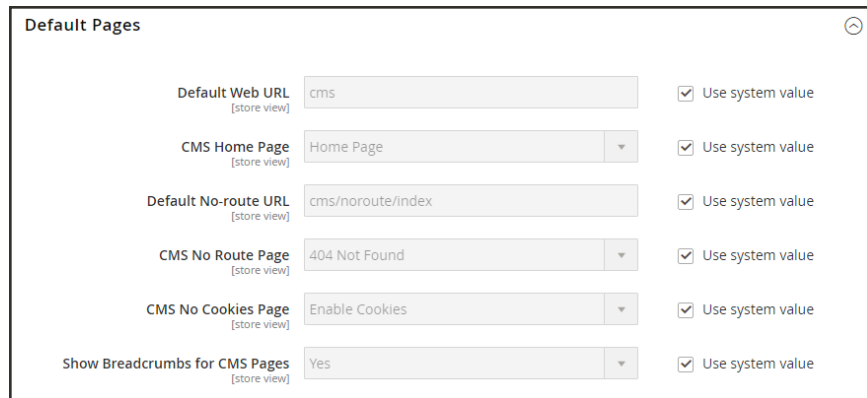 Default Pages
Default Web URL cms Use system value
[store view]
CMS Home Page Home Page Use system value
[store view]
Default No-route URL cms/noroute/index Use system value
[store view]
CMS No Route Page 404 Not Found Use system value
[store view]
CMS No Cookies Page Enable Cookies Use system value
[store view]
Show Breadcrumbs for CMS Pages Yes Use system value
[store view]